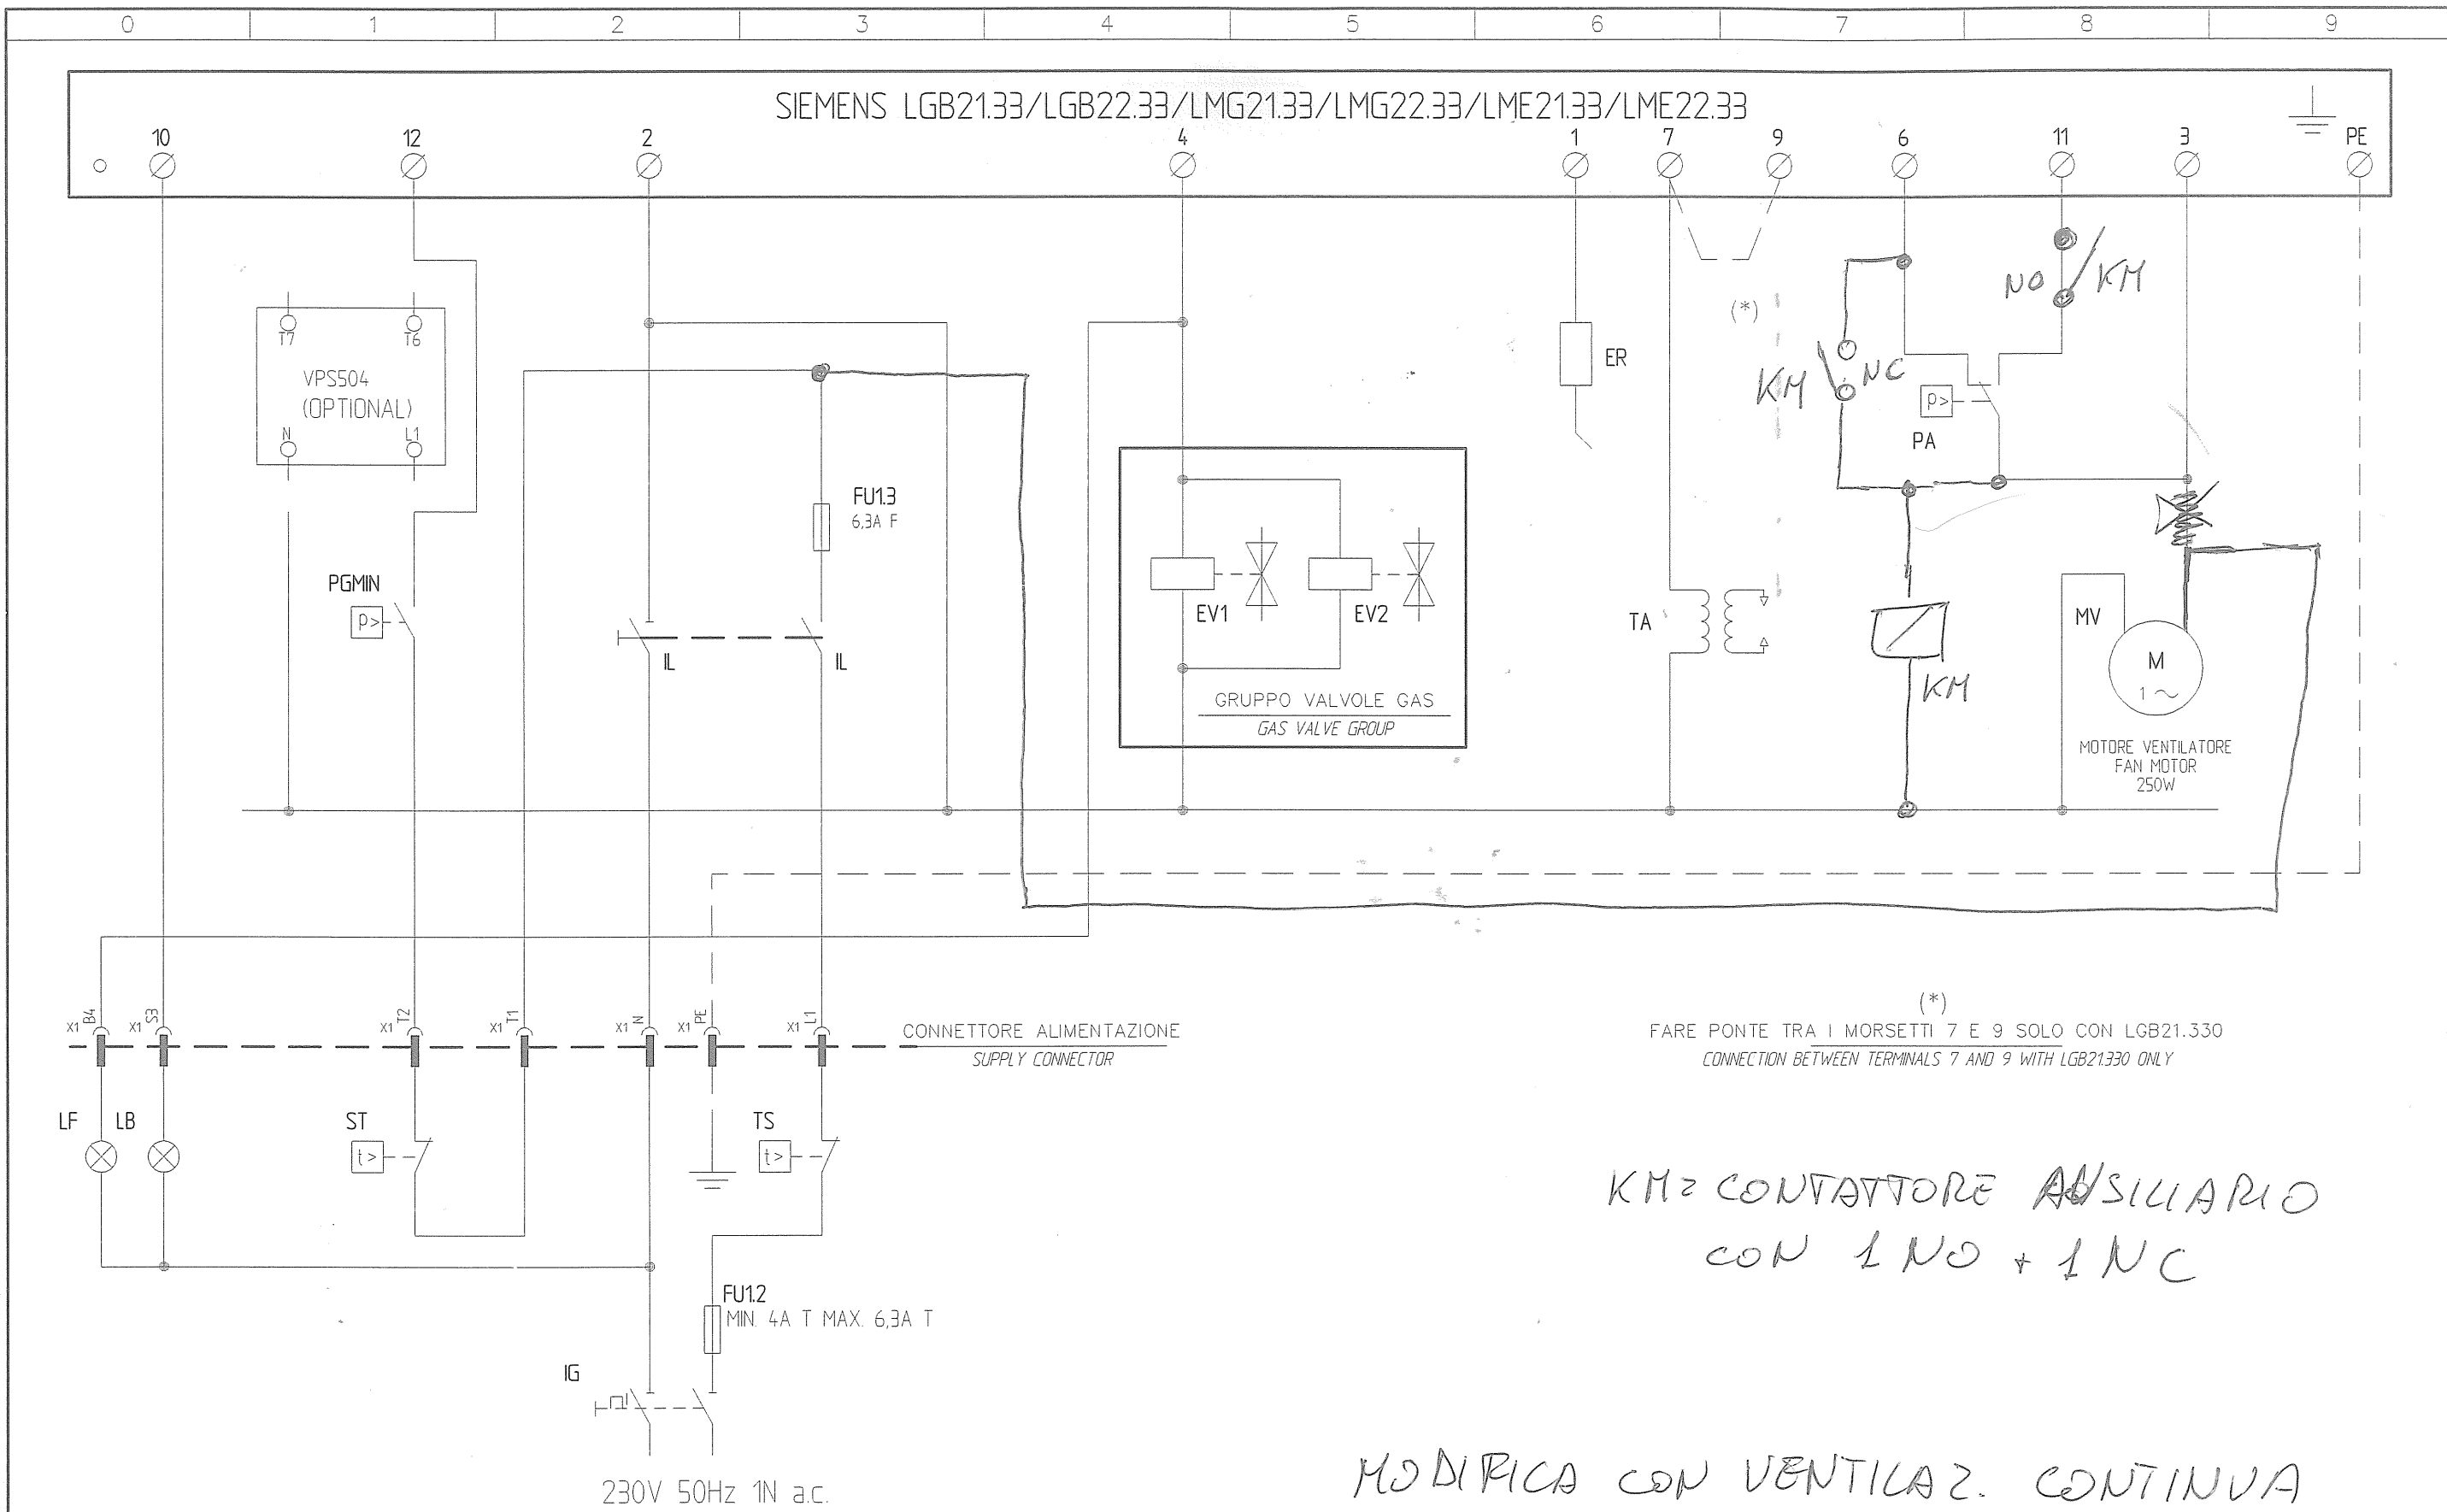 0 1 2 3 4 5 6 7 8 9
SIEMENS LGB21.33/LGB22.33/LMG21.33/LMG22.33/LME21.33/LME22.33
10 12 2 4 1 7 9 6 11 3 PE
NO KM
(*)
T7 T6
VPS504
(OPTIONAL)
N L1
ER
KM NC
p>
PA
FU1.3
6,3A F
PGMIN
p>
IL IL
EV1 EV2
GRUPPO VALVOLE GAS
GAS VALVE GROUP
TA
KM
MV
M
1~
MOTORE VENTILATORE
FAN MOTOR
250W
X1 B4 X1 S3 X1 T2 X1 T1 X1 N X1 PE X1 L1
CONNETTORE ALIMENTAZIONE
SUPPLY CONNECTOR
(*)
FARE PONTE TRA I MORSETTI 7 E 9 SOLO CON LGB21.330
CONNECTION BETWEEN TERMINALS 7 AND 9 WITH LGB21.330 ONLY
LF LB ST TS
t> t>
KM= CONTATTORE AUSILIARIO
CON 1 NO + 1 NC
FU1.2
MIN. 4A T MAX. 6,3A T
IG
230V 50Hz 1N a.c.
MODIFICA CON VENTILAZ. CONTINUA